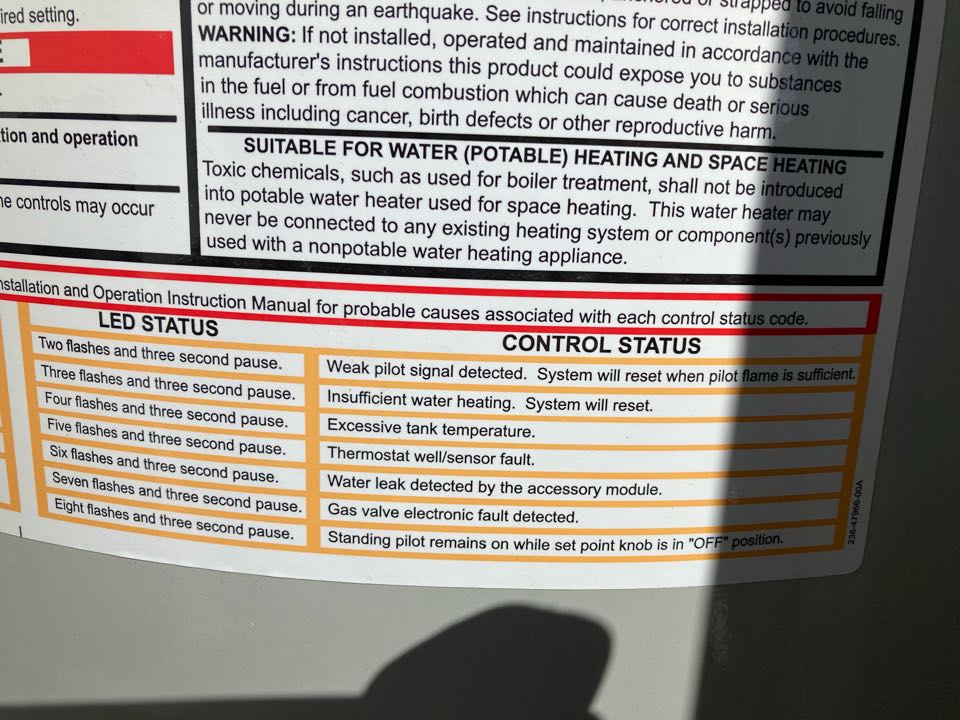 ired setting.
tion and operation
e controls may occur
strapped to avoid falling
or moving during an earthquake. See instructions for correct installation procedures.
WARNING: If not installed, operated and maintained in accordance with the
manufacturer's instructions this product could expose you to substances
in the fuel or from fuel combustion which can cause death or serious
illness including cancer, birth defects or other reproductive harm.
SUITABLE FOR WATER (POTABLE) HEATING AND SPACE HEATING
Toxic chemicals, such as used for boiler treatment, shall not be introduced
into potable water heater used for space heating. This water heater may
never be connected to any existing heating system or component(s) previously
used with a nonpotable water heating appliance.
nstallation and Operation Instruction Manual for probable causes associated with each control status code.
LED STATUS CONTROL STATUS
Two flashes and three second pause. Weak pilot signal detected. System will reset when pilot flame is sufficient.
Three flashes and three second pause. Insufficient water heating. System will reset.
Four flashes and three second pause. Excessive tank temperature.
Five flashes and three second pause. Thermostat well/sensor fault.
Six flashes and three second pause. Water leak detected by the accessory module.
Seven flashes and three second pause. Gas valve electronic fault detected.
Eight flashes and three second pause. Standing pilot remains on while set point knob is in "OFF" position.
238-47966-00A